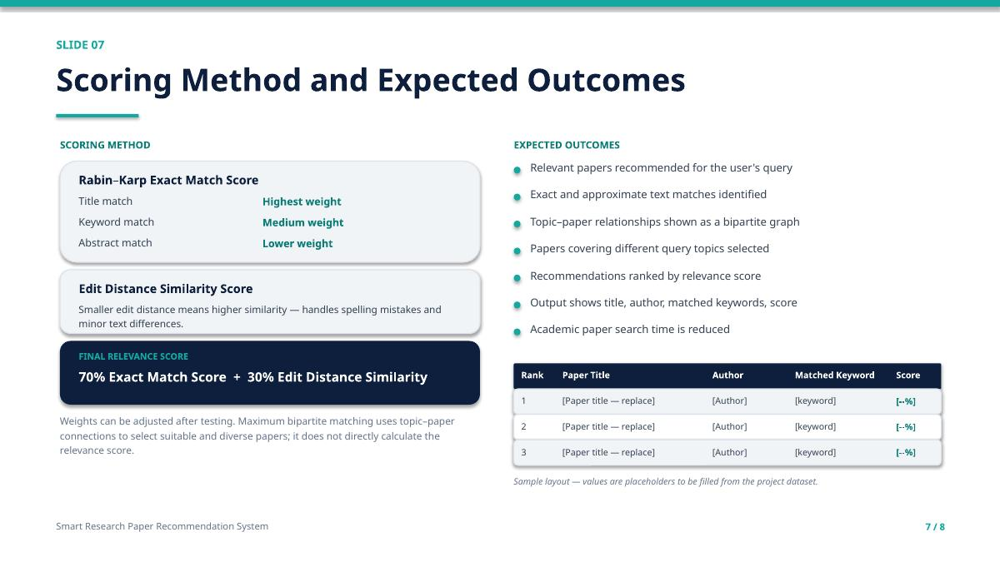 SLIDE 07
Scoring Method and Expected Outcomes
SCORING METHOD
Rabin–Karp Exact Match Score
Title match Highest weight
Keyword match Medium weight
Abstract match Lower weight
Edit Distance Similarity Score
Smaller edit distance means higher similarity — handles spelling mistakes and
minor text differences.
FINAL RELEVANCE SCORE
70% Exact Match Score + 30% Edit Distance Similarity
Weights can be adjusted after testing. Maximum bipartite matching uses topic–paper
connections to select suitable and diverse papers; it does not directly calculate the
relevance score.
EXPECTED OUTCOMES
Relevant papers recommended for the user's query
Exact and approximate text matches identified
Topic–paper relationships shown as a bipartite graph
Papers covering different query topics selected
Recommendations ranked by relevance score
Output shows title, author, matched keywords, score
Academic paper search time is reduced
Rank Paper Title Author Matched Keyword Score
1 [Paper title — replace] [Author] [keyword] [--%]
2 [Paper title — replace] [Author] [keyword] [--%]
3 [Paper title — replace] [Author] [keyword] [--%]
Sample layout — values are placeholders to be filled from the project dataset.
Smart Research Paper Recommendation System
7 / 8